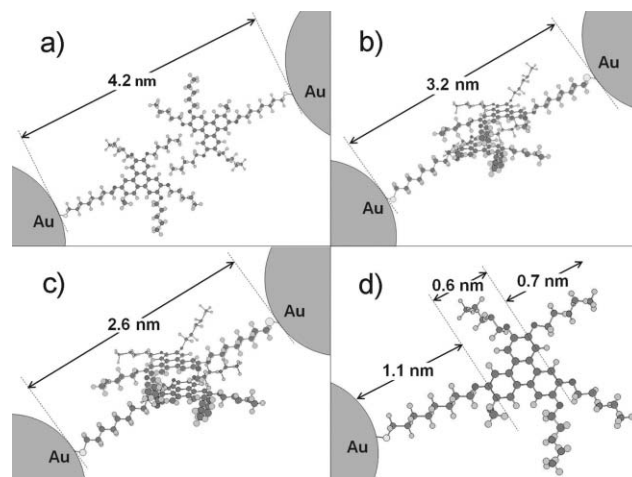 a)
4.2 nm
Au
Au
b)
3.2 nm
Au
Au
c)
2.6 nm
Au
Au
d)
0.6 nm
0.7 nm
1.1 nm
Au